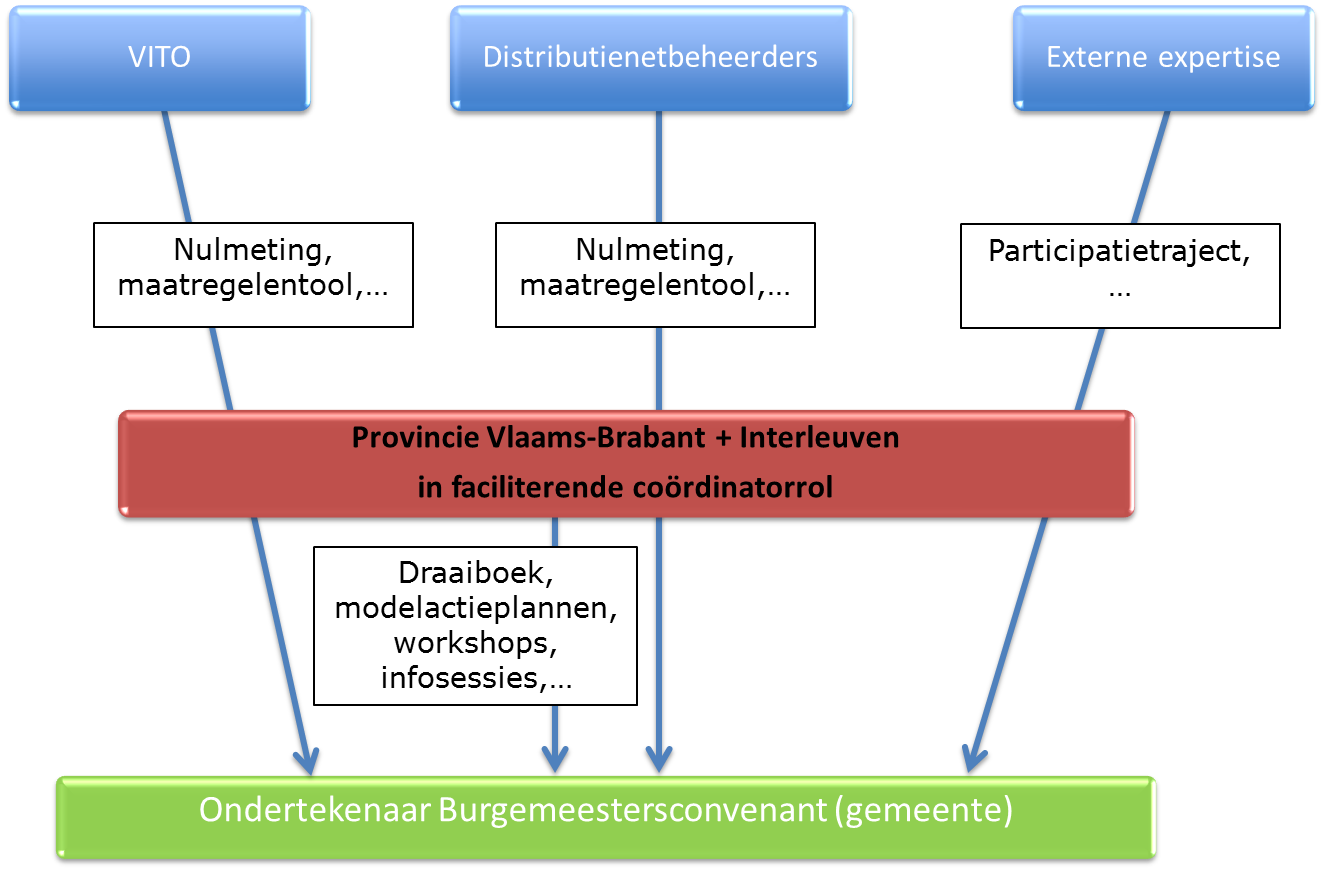 VITO
Distributienetbeheerders
Externe expertise
Nulmeting,
maatregelentool,…
Nulmeting,
maatregelentool,…
Participatietraject,
…
Provincie Vlaams-Brabant + Interleuven
in faciliterende coördinatorrol
Draaiboek,
modelactieplannen,
workshops,
infosessies,…
Ondertekenaar Burgemeestersconvenant (gemeente)